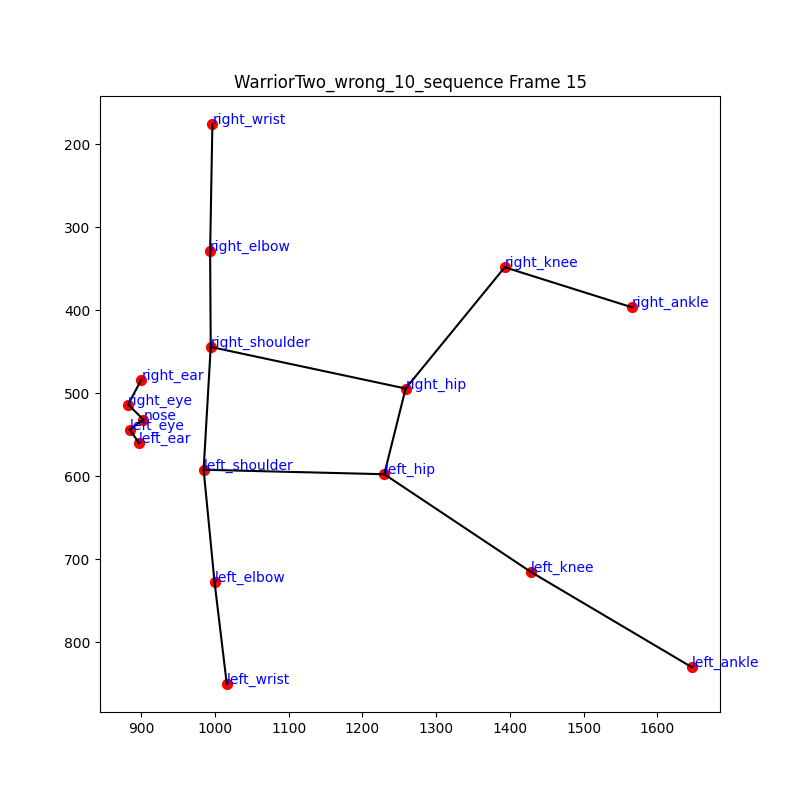 WarriorTwo_wrong_10_sequence Frame 15
right_wrist
200
right_elbow
right_knee
300
right_ankle
right_shoulder
400
right_ear
right_hip
500
right_eye
nose
left_eye
left_ear
left_shoulder
left_hip
600
left_knee
left_elbow
700
left_ankle
left_wrist
800
900 1000 1100 1200 1300 1400 1500 1600